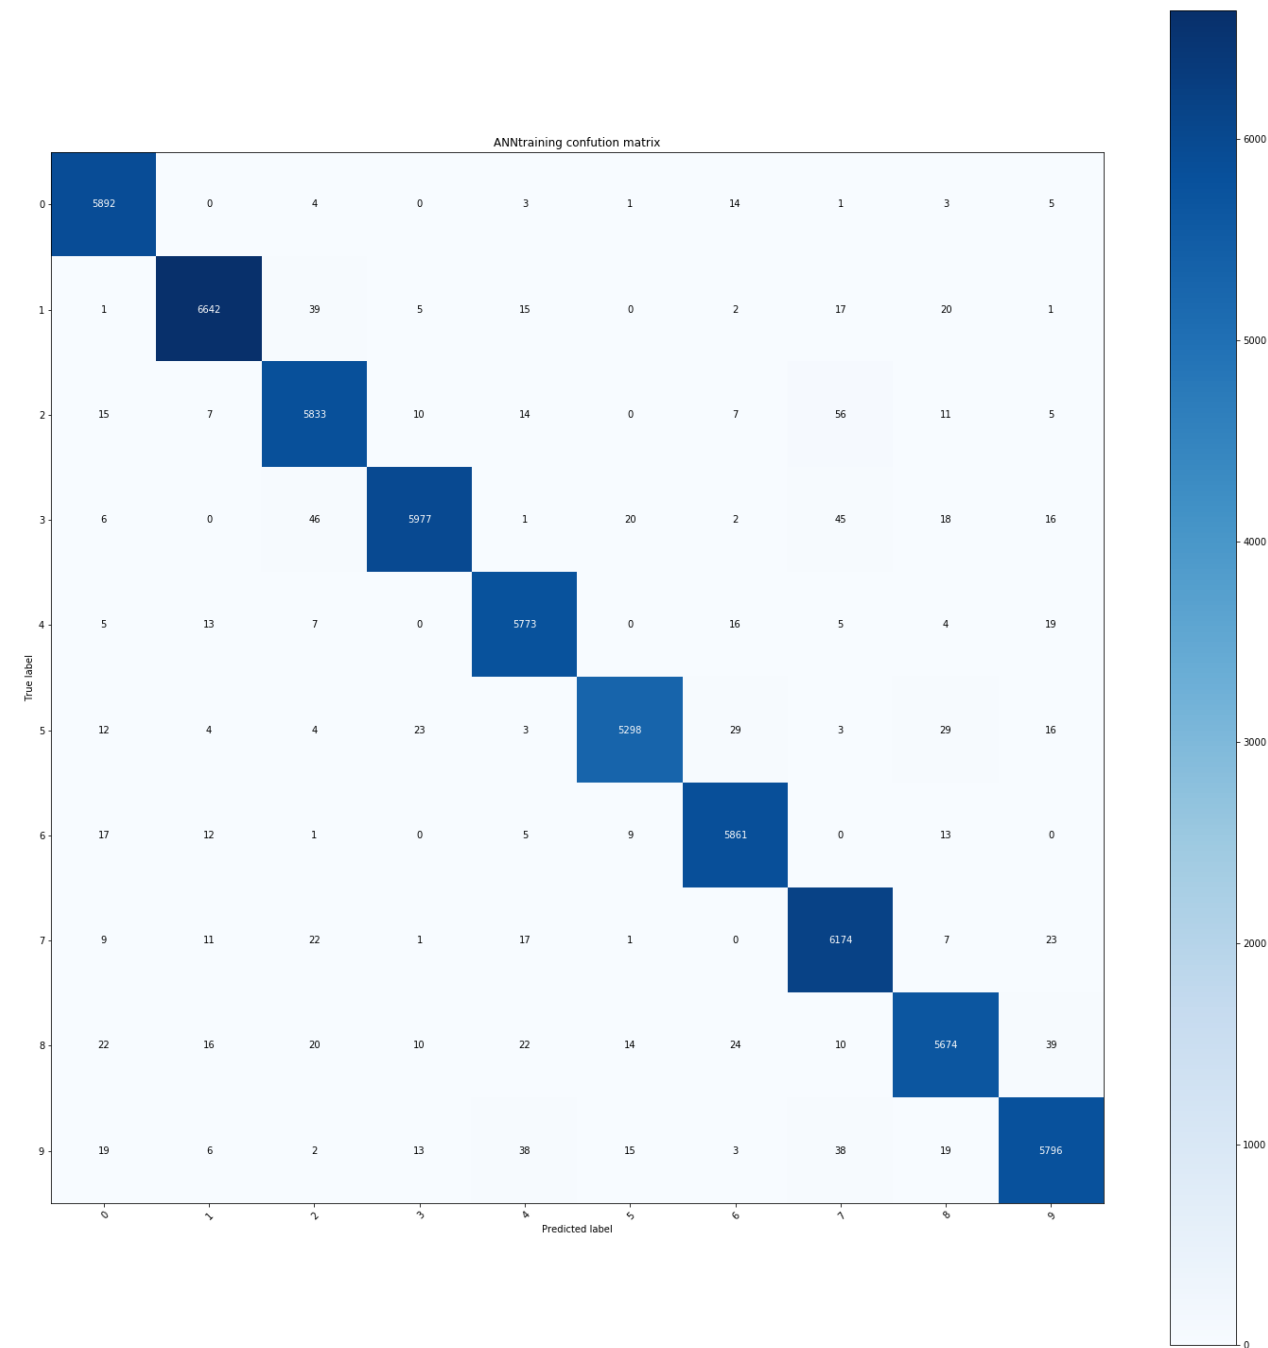 ANNtraining confution matrix
0 5892 0 4 0 3 1 14 1 3 5
1 1 6642 39 5 15 0 2 17 20 1
2 15 7 5833 10 14 0 7 56 11 5
3 6 0 46 5977 1 20 2 45 18 16
4 5 13 7 0 5773 0 16 5 4 19
5 12 4 4 23 3 5298 29 3 29 16
6 17 12 1 0 5 9 5861 0 13 0
7 9 11 22 1 17 1 0 6174 7 23
8 22 16 20 10 22 14 24 10 5674 39
9 19 6 2 13 38 15 3 38 19 5796
0 1 2 3 4 5 6 7 8 9
Predicted label
True label
6000
5000
4000
3000
2000
1000
0